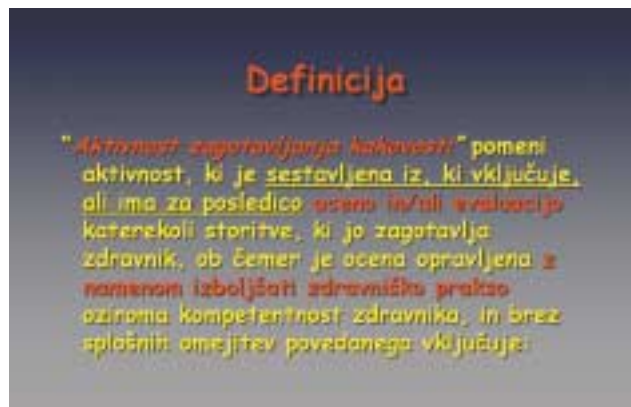 Definicija
"Aktivnost zagotavljanja kakovosti" pomeni
aktivnost, ki je sestavljena iz, ki vključuje,
ali ima za posledico oceno in/ali evaluacijo
katerekoli storitve, ki jo zagotavlja
zdravnik, ob čemer je ocena opravljena z
namenom izboljšati zdravniško prakso
oziroma kompetentnost zdravnika, in brez
splošnih omejitev povedanega vključuje: